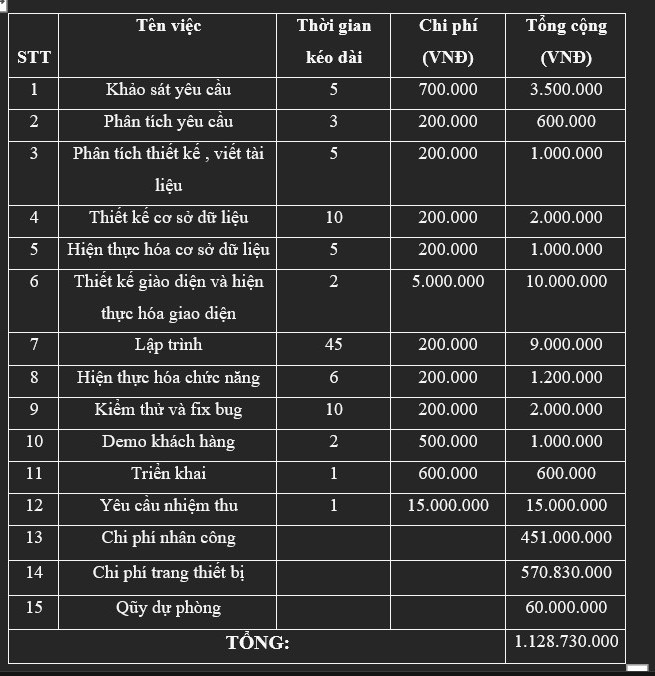 STT Tên việc Thời gian kéo dài Chi phí (VNĐ) Tổng cộng (VNĐ)
1 Khảo sát yêu cầu 5 700.000 3.500.000
2 Phân tích yêu cầu 3 200.000 600.000
3 Phân tích thiết kế , viết tài liệu 5 200.000 1.000.000
4 Thiết kế cơ sở dữ liệu 10 200.000 2.000.000
5 Hiện thực hóa cơ sở dữ liệu 5 200.000 1.000.000
6 Thiết kế giào diện và hiện thực hóa giao diện 2 5.000.000 10.000.000
7 Lập trình 45 200.000 9.000.000
8 Hiện thực hóa chức năng 6 200.000 1.200.000
9 Kiểm thử và fix bug 10 200.000 2.000.000
10 Demo khách hàng 2 500.000 1.000.000
11 Triển khai 1 600.000 600.000
12 Yêu cầu nhiệm thu 1 15.000.000 15.000.000
13 Chi phí nhân công 451.000.000
14 Chi phí trang thiết bị 570.830.000
15 Qũy dự phòng 60.000.000
TỔNG: 1.128.730.000